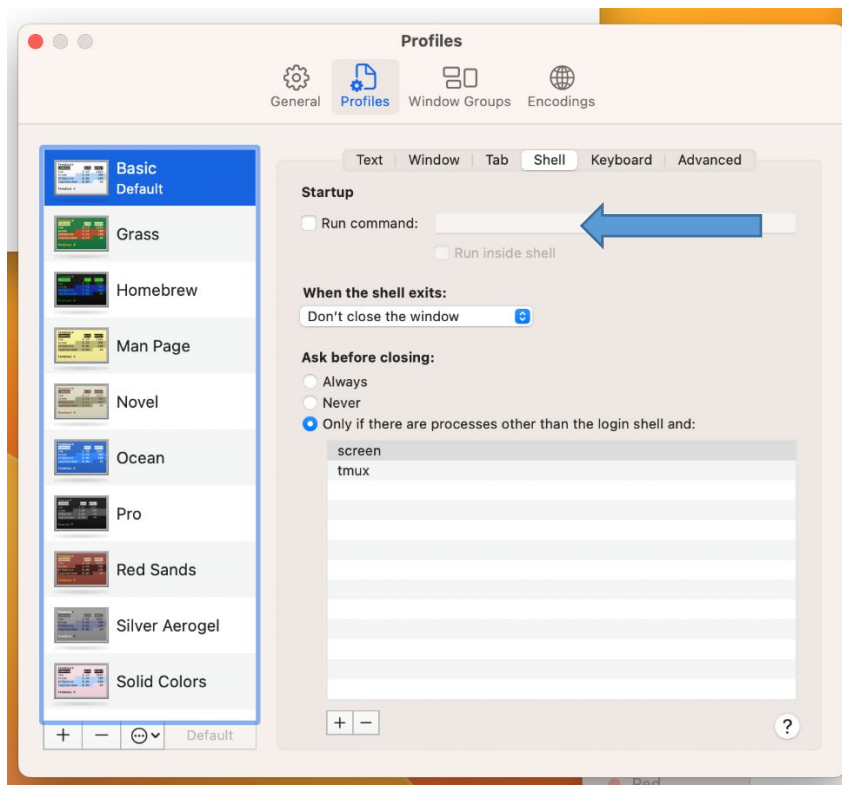 Profiles
General Profiles Window Groups Encodings
Basic
Default
Grass
Homebrew
Man Page
Novel
Ocean
Pro
Red Sands
Silver Aerogel
Solid Colors
+ − Default
Text Window Tab Shell Keyboard Advanced
Startup
Run command:
Run inside shell
When the shell exits:
Don't close the window
Ask before closing:
Always
Never
Only if there are processes other than the login shell and:
screen
tmux
+ −
?
Red